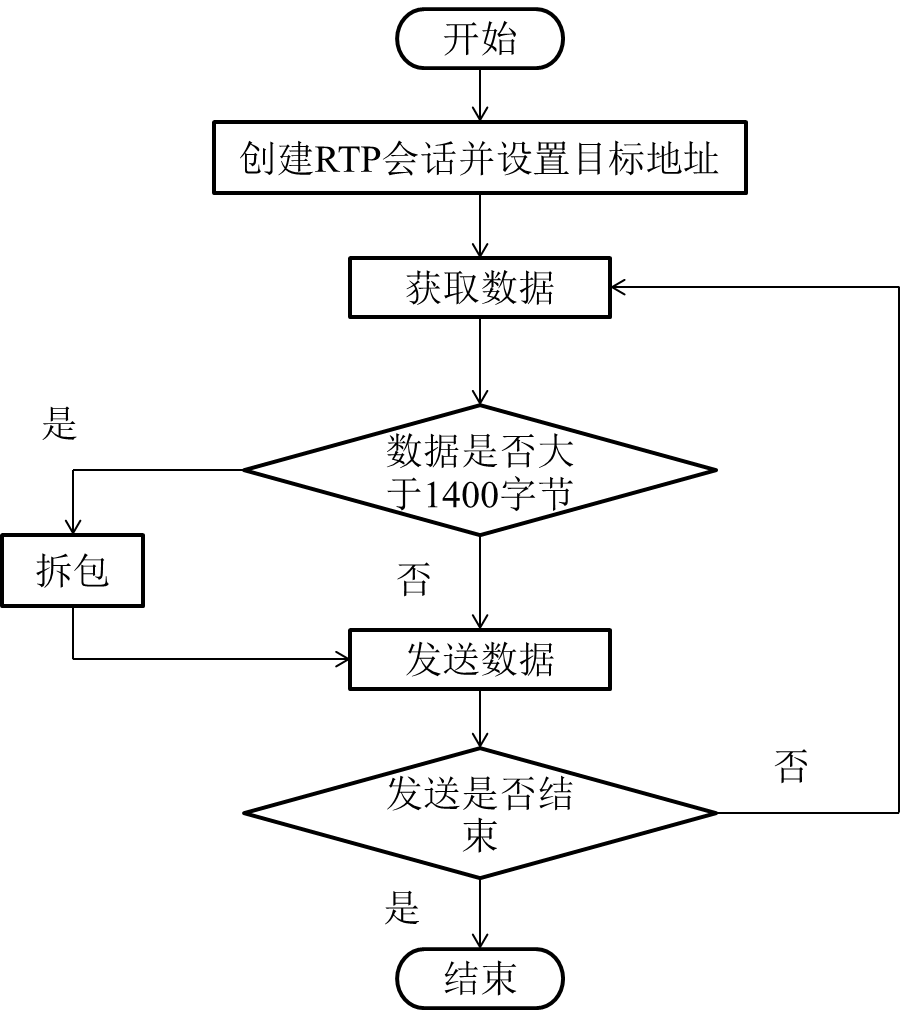 开始
创建RTP会话并设置目标地址
获取数据
是
数据是否大
于1400字节
拆包
否
发送数据
否
发送是否结
束
是
结束